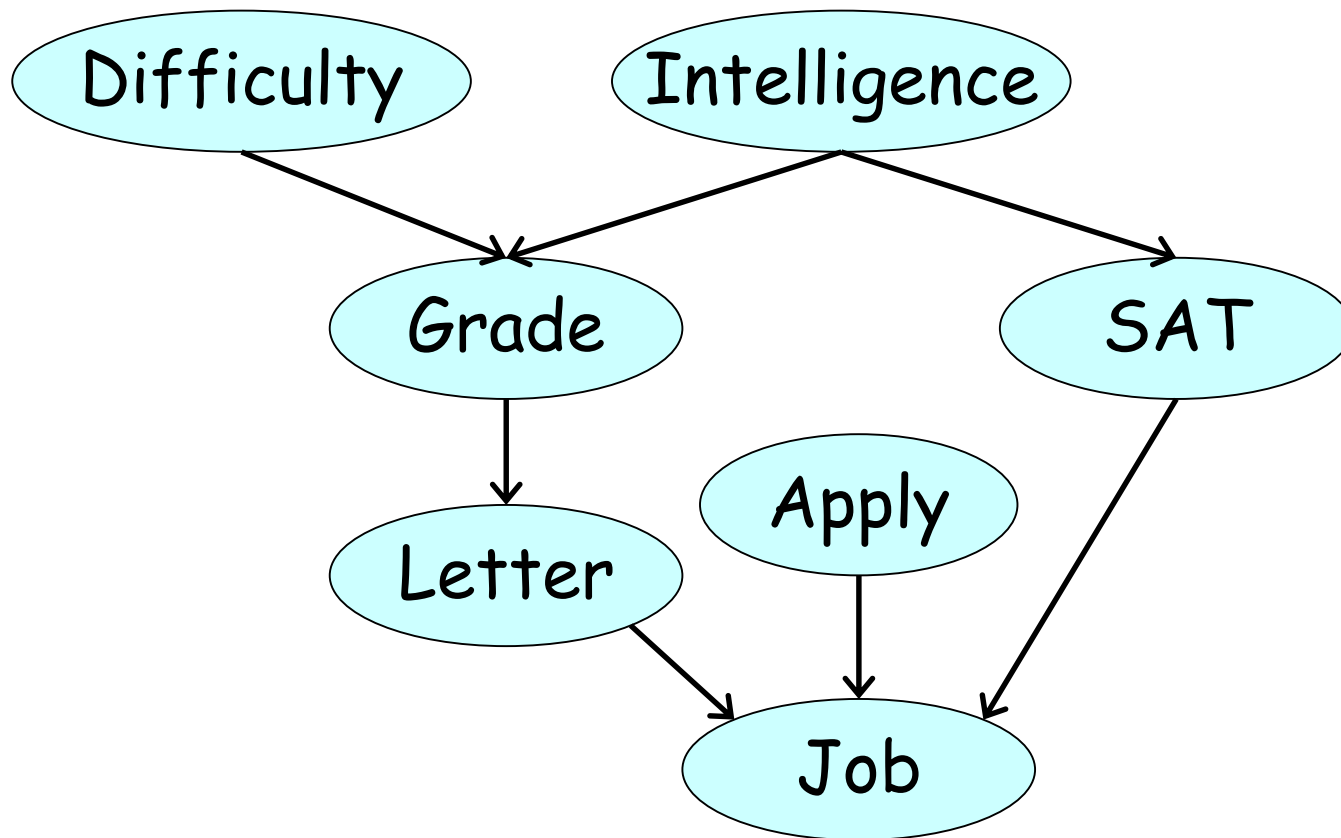 Difficulty
Intelligence
Grade
SAT
Apply
Letter
Job